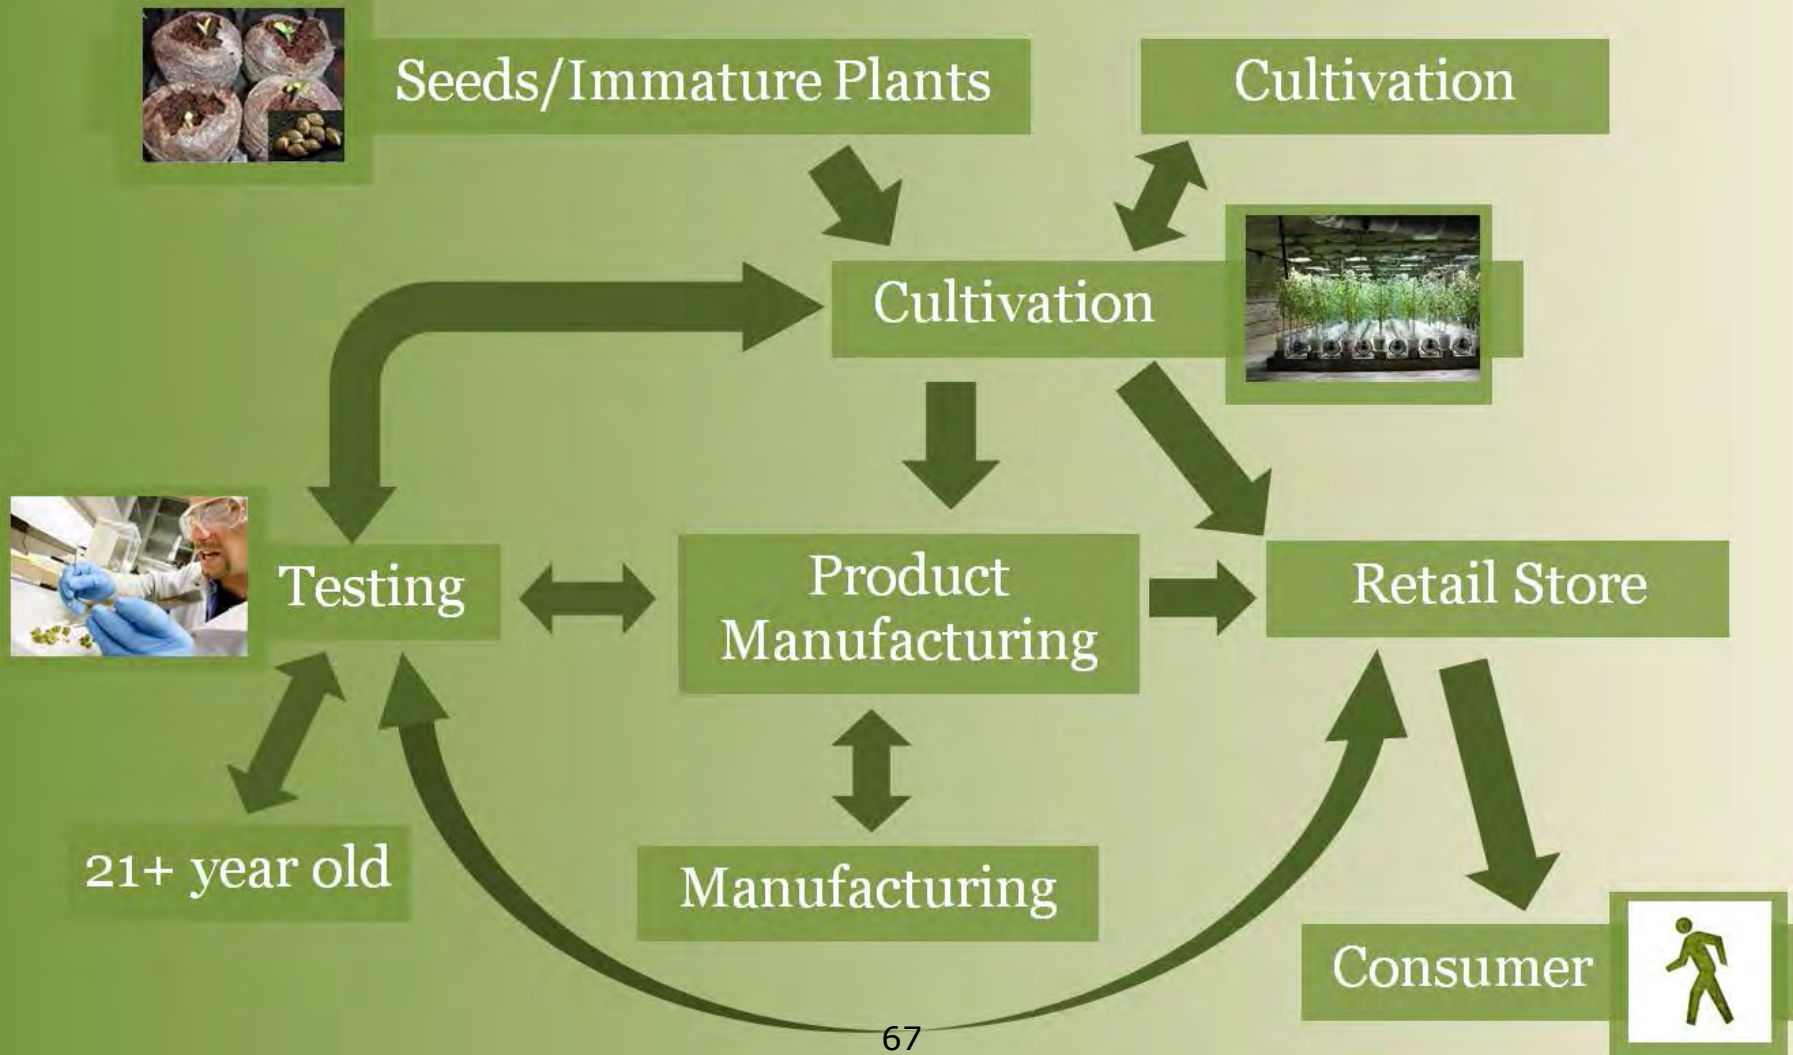 Seeds/Immature Plants
Cultivation
Cultivation
Testing
Product
Manufacturing
Retail Store
21+ year old
Manufacturing
Consumer
67